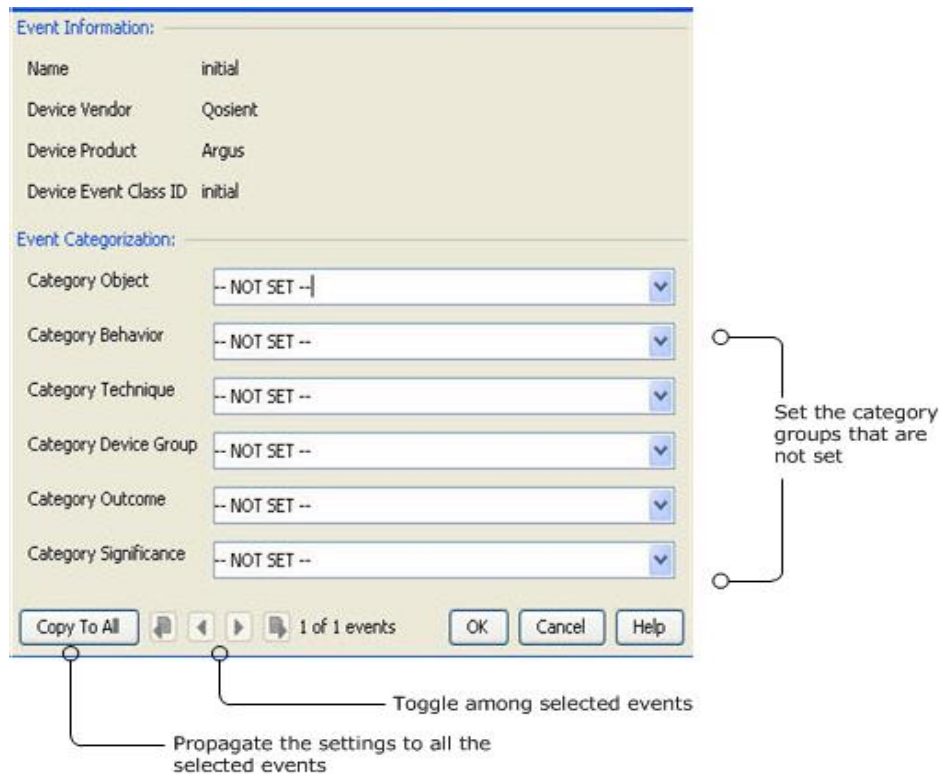 Event Information:
Name initial
Device Vendor Qosient
Device Product Argus
Device Event Class ID initial
Event Categorization:
Category Object -- NOT SET --
Category Behavior -- NOT SET --
Category Technique -- NOT SET --
Category Device Group -- NOT SET --
Category Outcome -- NOT SET --
Category Significance -- NOT SET --
Set the category
groups that are
not set
Copy To All 1 of 1 events OK Cancel Help
Toggle among selected events
Propagate the settings to all the
selected events